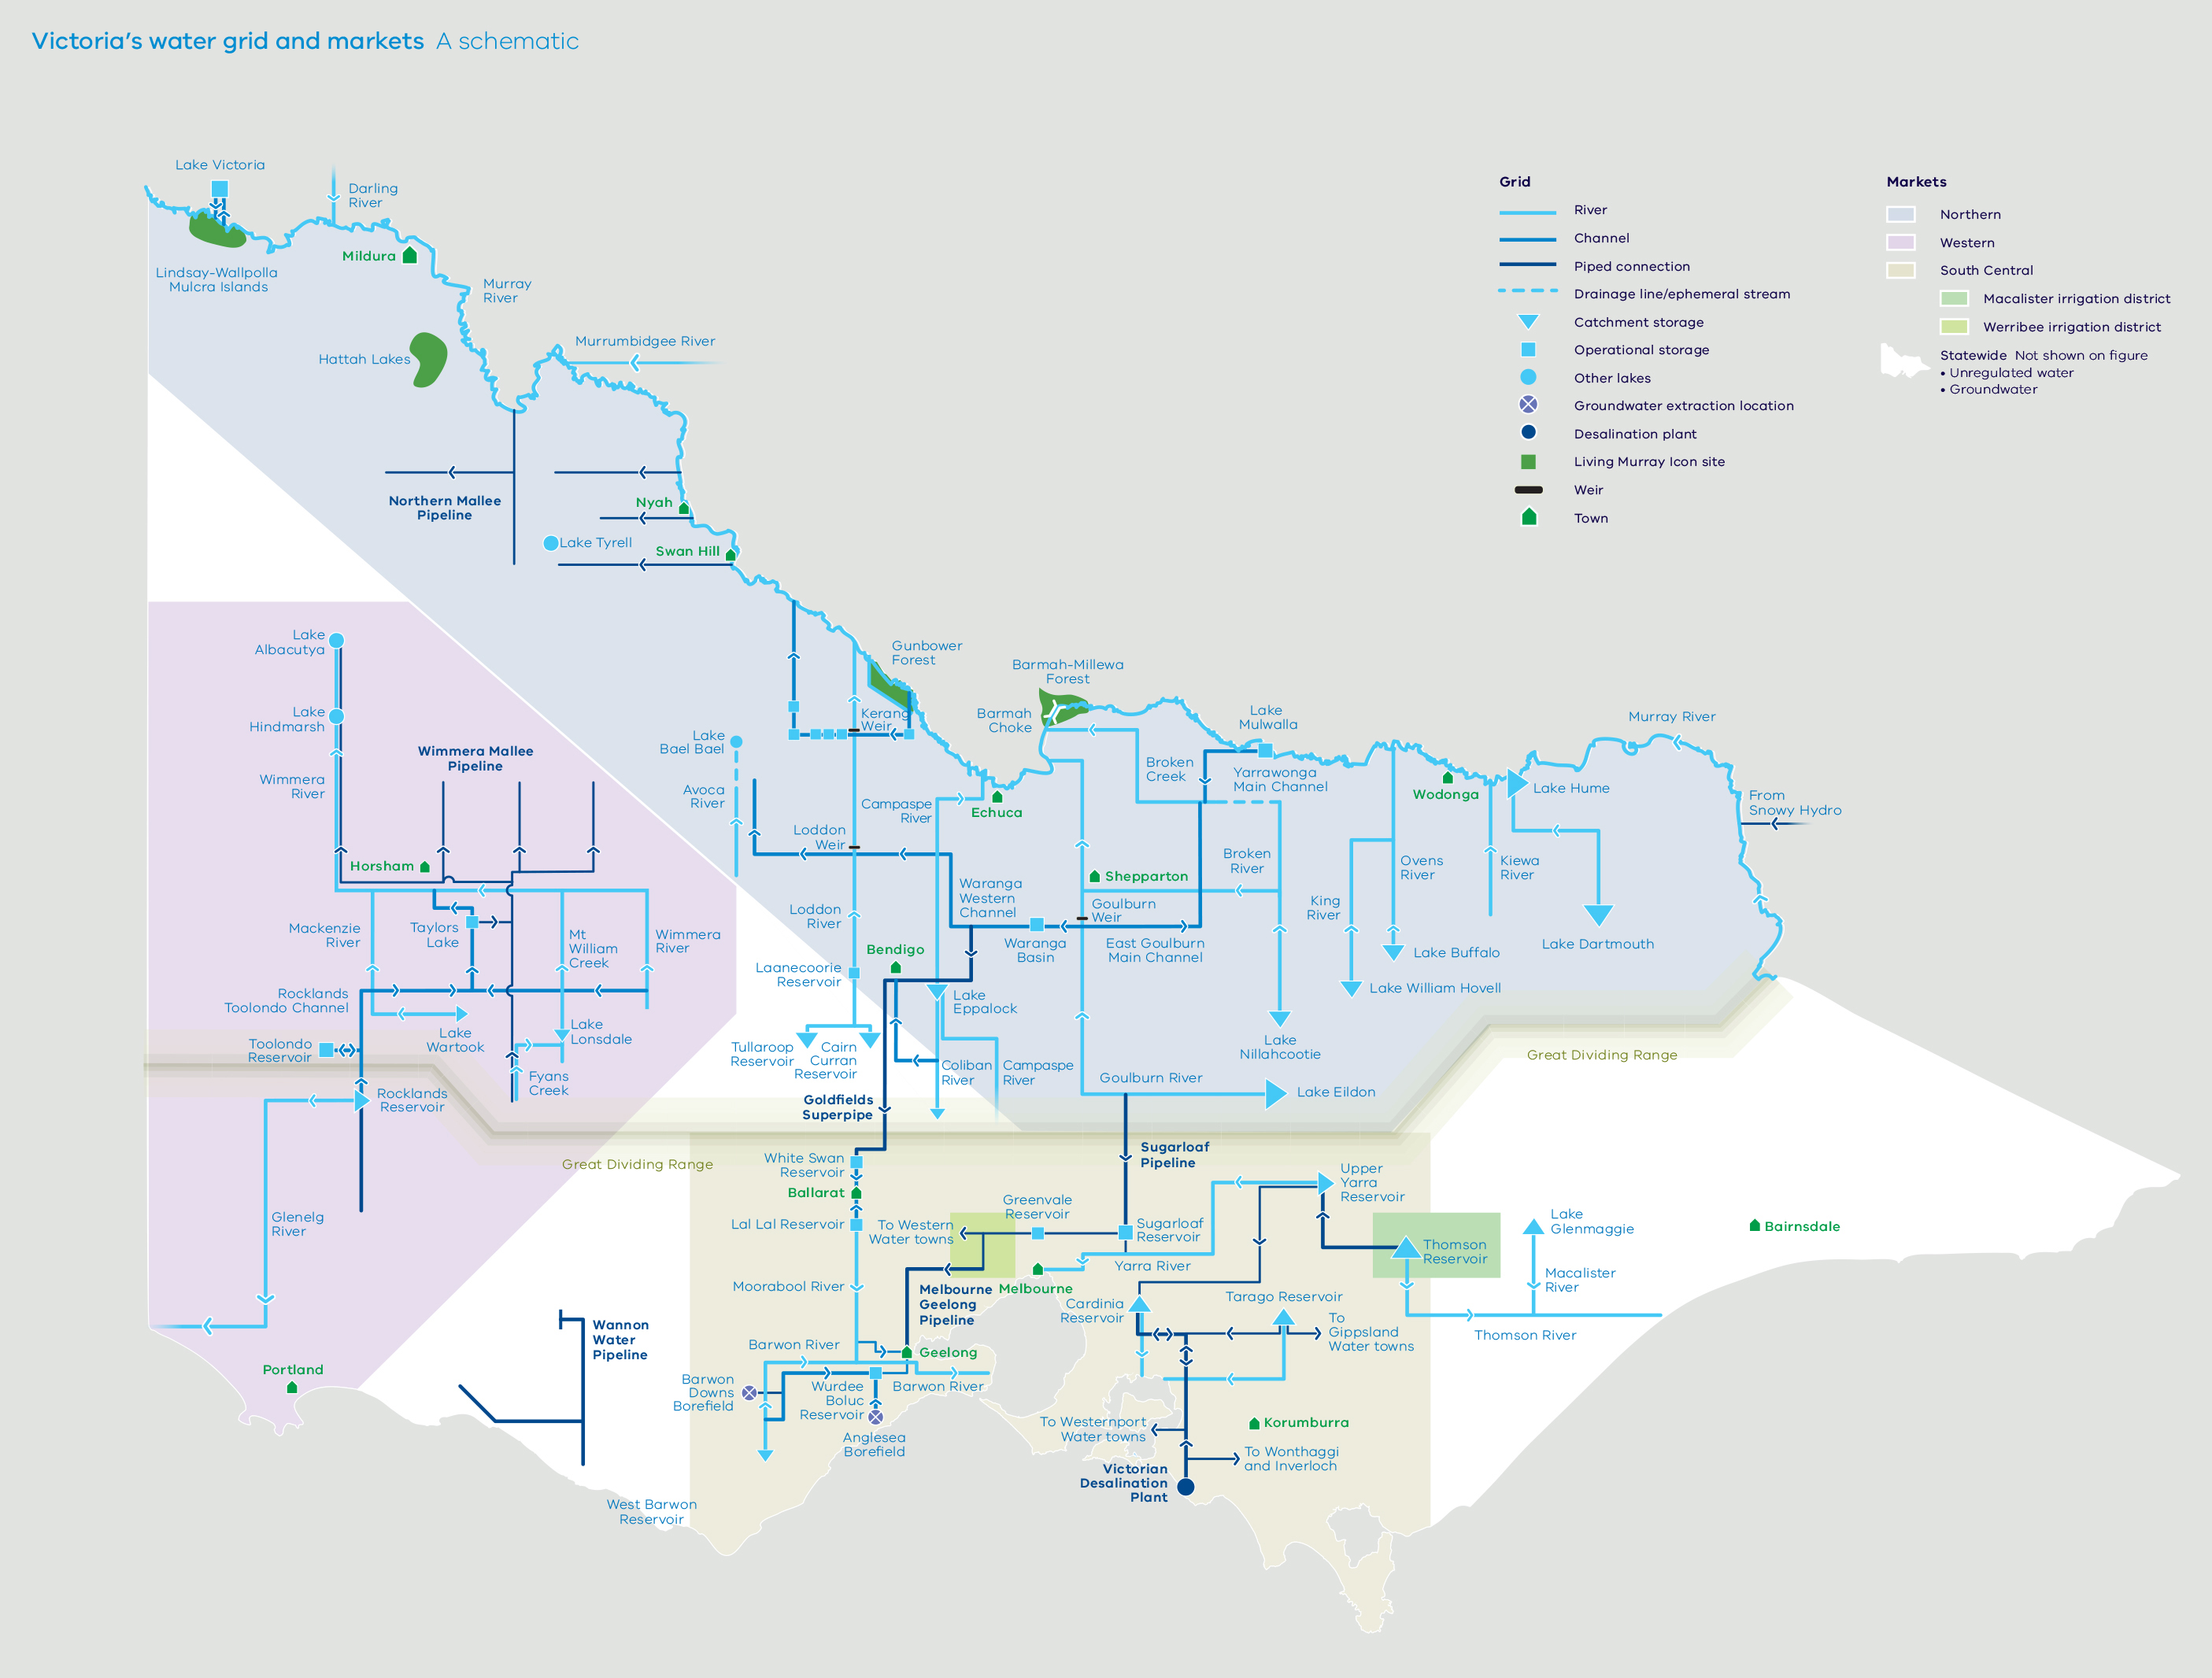 Victoria's water grid and markets A schematic
Grid
River
Channel
Piped connection
Drainage line/ephemeral stream
Catchment storage
Operational storage
Other lakes
Groundwater extraction location
Desalination plant
Living Murray Icon site
Weir
Town
Markets
Northern
Western
South Central
Macalister irrigation district
Werribee irrigation district
Statewide Not shown on figure
• Unregulated water
• Groundwater
Lake Victoria
Darling
River
Mildura
Lindsay-Wallpolla
Mulcra Islands
Murray
River
Hattah Lakes
Murrumbidgee River
Northern Mallee
Pipeline
Nyah
Lake Tyrell
Swan Hill
Lake
Albacutya
Lake
Hindmarsh
Wimmera
River
Wimmera Mallee
Pipeline
Horsham
Mackenzie
River
Taylors
Lake
Mt
William
Creek
Wimmera
River
Rocklands
Toolondo Channel
Lake
Wartook
Lake
Lonsdale
Toolondo
Reservoir
Fyans
Creek
Rocklands
Reservoir
Glenelg
River
Portland
Great Dividing Range
Wannon
Water
Pipeline
Gunbower
Forest
Kerang
Weir
Lake
Bael Bael
Avoca
River
Loddon
Weir
Campaspe
River
Echuca
Barmah-Millewa
Forest
Barmah
Choke
Lake
Mulwalla
Broken
Creek
Yarrawonga
Main Channel
Wodonga
Murray River
Lake Hume
From
Snowy Hydro
Shepparton
Broken
River
Ovens
River
Kiewa
River
King
River
Waranga
Western
Channel
Goulburn
Weir
Waranga
Basin
East Goulburn
Main Channel
Lake Buffalo
Lake Dartmouth
Lake William Hovell
Loddon
River
Bendigo
Laanecoorie
Reservoir
Lake
Eppalock
Tullaroop
Reservoir
Cairn
Curran
Reservoir
Coliban
River
Campaspe
River
Lake
Nillahcootie
Great Dividing Range
Goulburn River
Lake Eildon
Goldfields
Superpipe
Sugarloaf
Pipeline
White Swan
Reservoir
Ballarat
Lal Lal Reservoir
Greenvale
Reservoir
To Western
Water towns
Sugarloaf
Reservoir
Upper
Yarra
Reservoir
Yarra River
Thomson
Reservoir
Lake
Glenmaggie
Bairnsdale
Macalister
River
Thomson River
Moorabool River
Melbourne
Geelong
Pipeline
Melbourne
Cardinia
Reservoir
Tarago Reservoir
To
Gippsland
Water towns
Barwon River
Geelong
Barwon
Downs
Borefield
Wurdee
Boluc
Reservoir
Barwon River
Anglesea
Borefield
To Westernport
Water towns
Korumburra
To Wonthaggi
and Inverloch
Victorian
Desalination
Plant
West Barwon
Reservoir